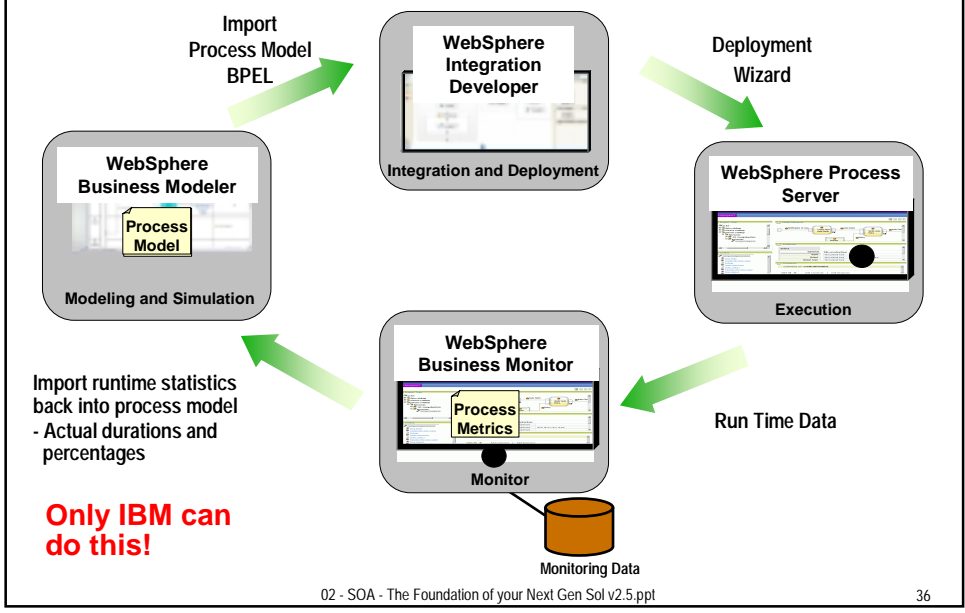 Import
Process Model
BPEL
WebSphere
Integration
Developer
Integration and Deployment
Deployment
Wizard
WebSphere
Business Modeler
Process
Model
Modeling and Simulation
WebSphere Process
Server
Execution
WebSphere
Business Monitor
Process
Metrics
Monitor
Import runtime statistics
back into process model
- Actual durations and
percentages
Run Time Data
Only IBM can
do this!
Monitoring Data
02 - SOA - The Foundation of your Next Gen Sol v2.5.ppt
36